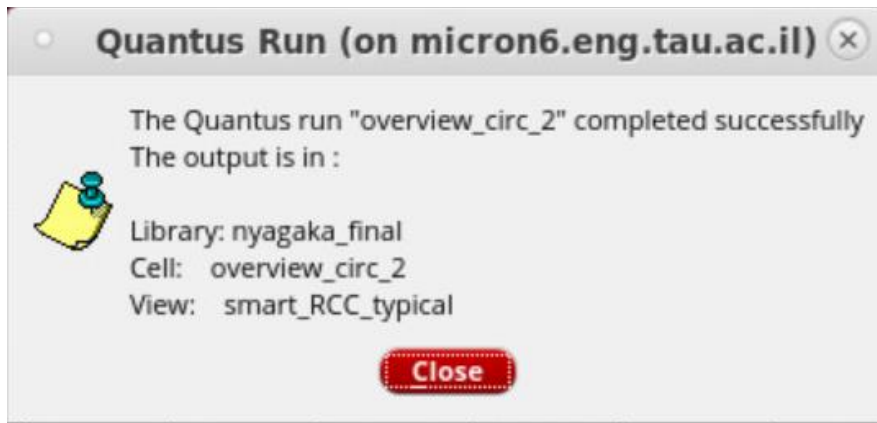 Quantus Run (on micron6.eng.tau.ac.il)
The Quantus run "overview_circ_2" completed successfully
The output is in :
Library: nyagaka_final
Cell: overview_circ_2
View: smart_RCC_typical
Close